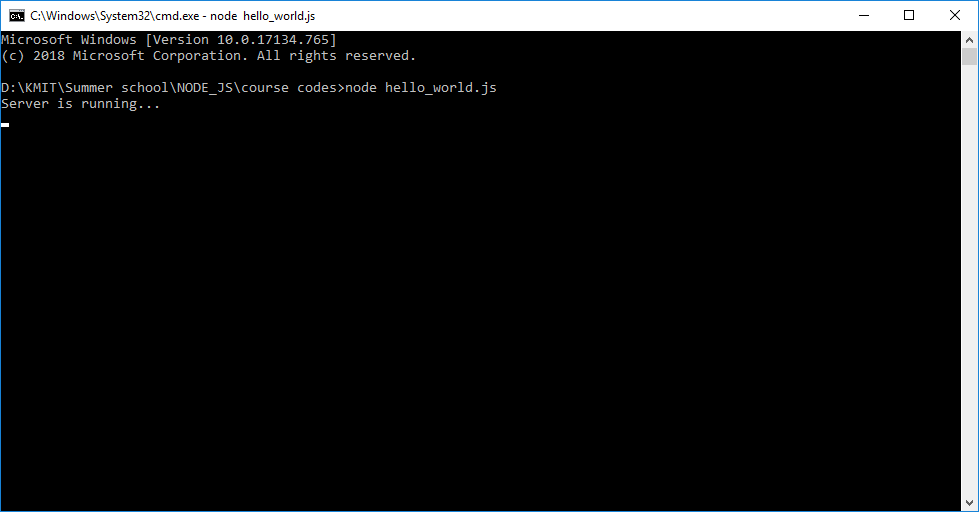 C:\Windows\System32\cmd.exe - node  hello_world.js
Microsoft Windows [Version 10.0.17134.765]
(c) 2018 Microsoft Corporation. All rights reserved.
D:\KMIT\Summer school\NODE_JS\course codes>node hello_world.js
Server is running...